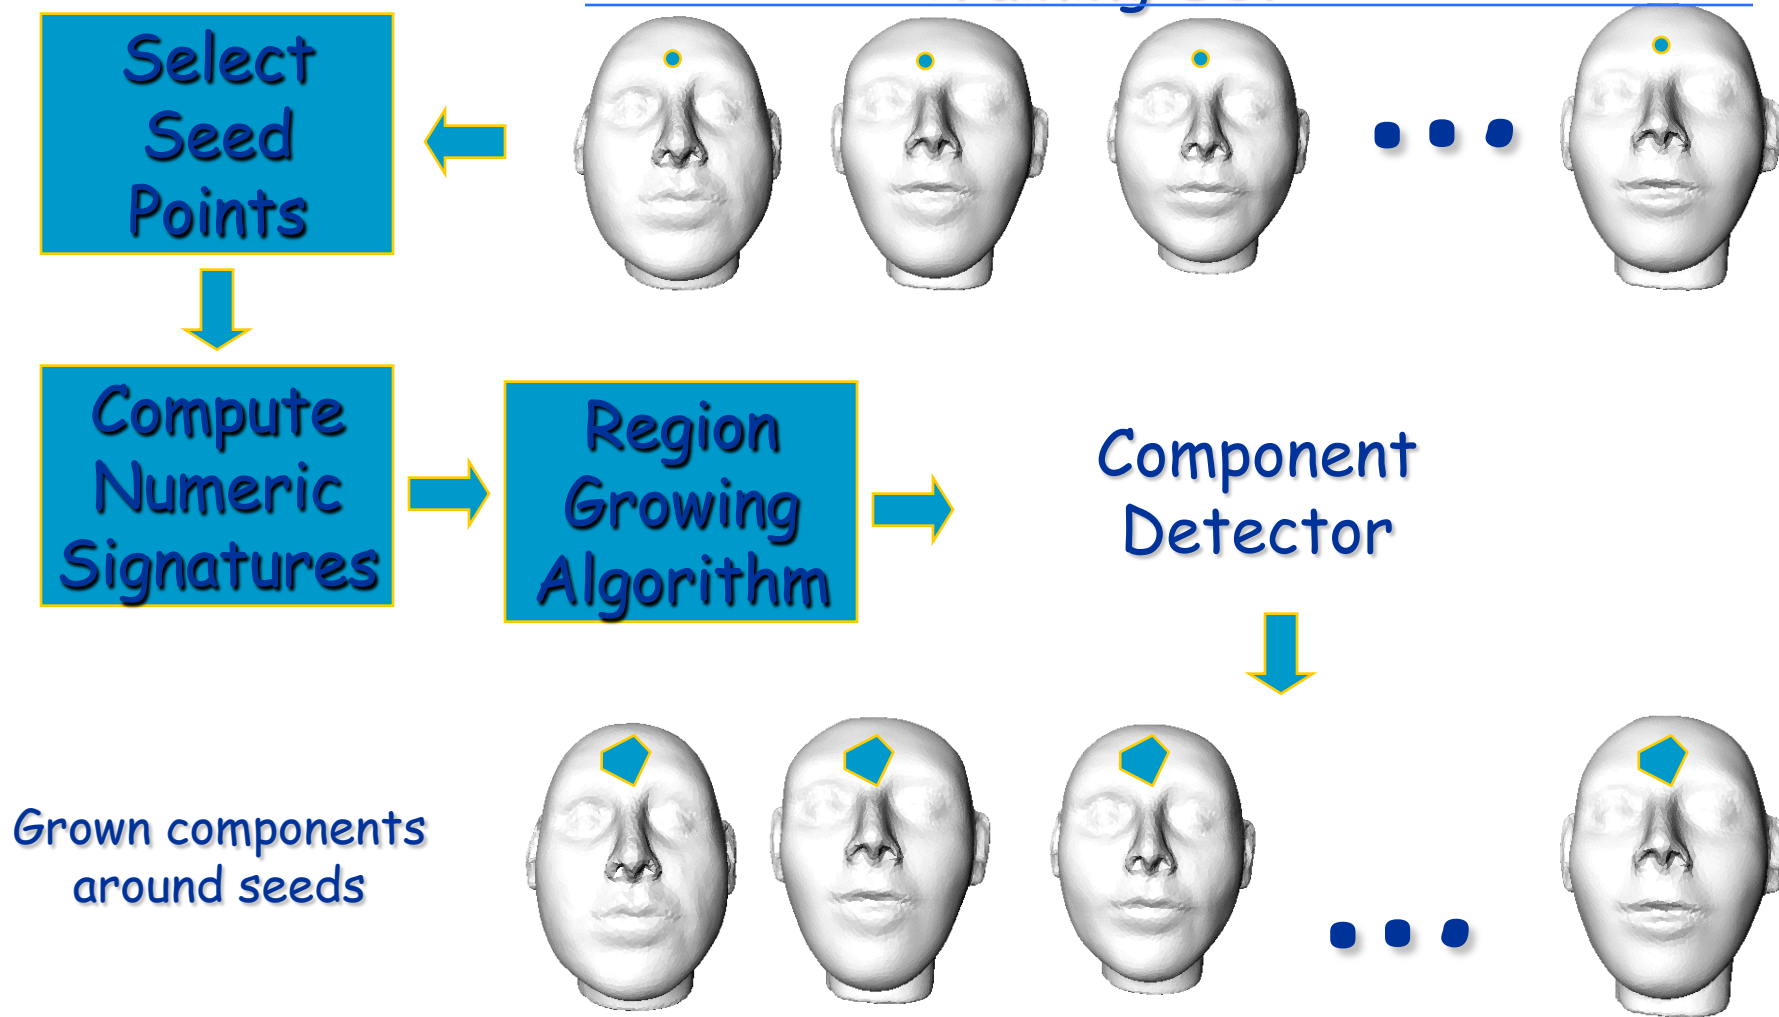 Select
Seed
Points
Compute
Numeric
Signatures
Region
Growing
Algorithm
Component
Detector
Grown components
around seeds